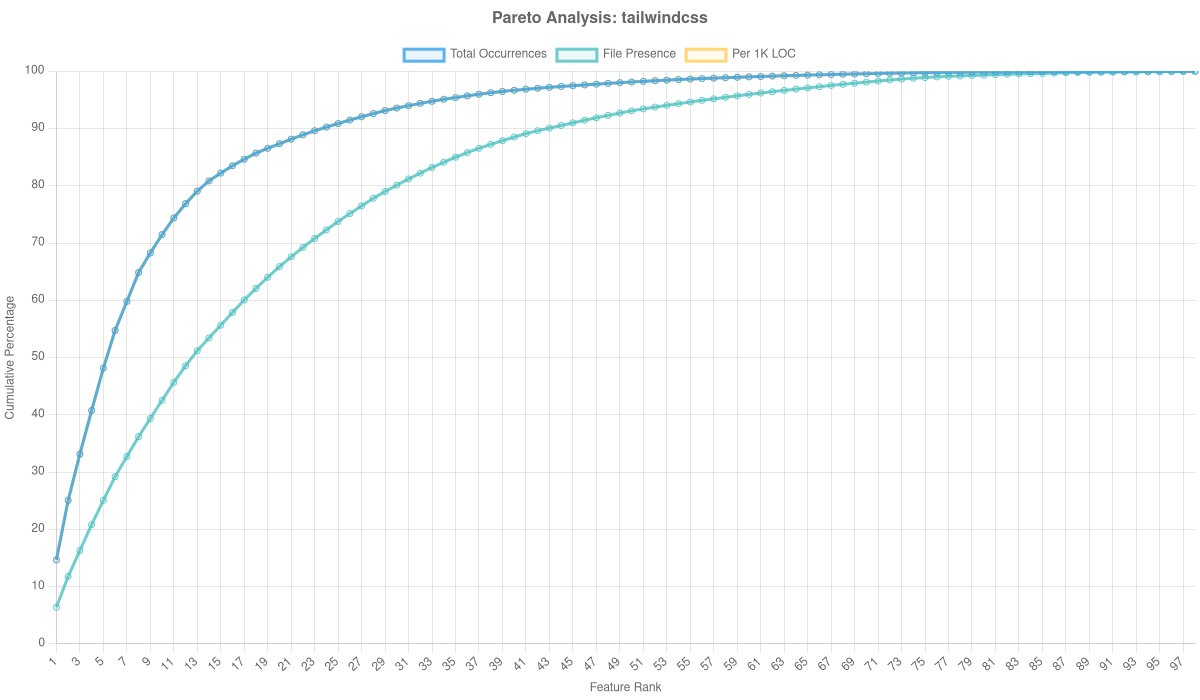 Pareto Analysis: tailwindcss
Total Occurrences File Presence Per 1K LOC
100
90
80
70
60
50
40
30
20
10
0
Cumulative Percentage
1 3 5 7 9 11 13 15 17 19 21 23 25 27 29 31 33 35 37 39 41 43 45 47 49 51 53 55 57 59 61 63 65 67 69 71 73 75 77 79 81 83 85 87 89 91 93 95 97
Feature Rank